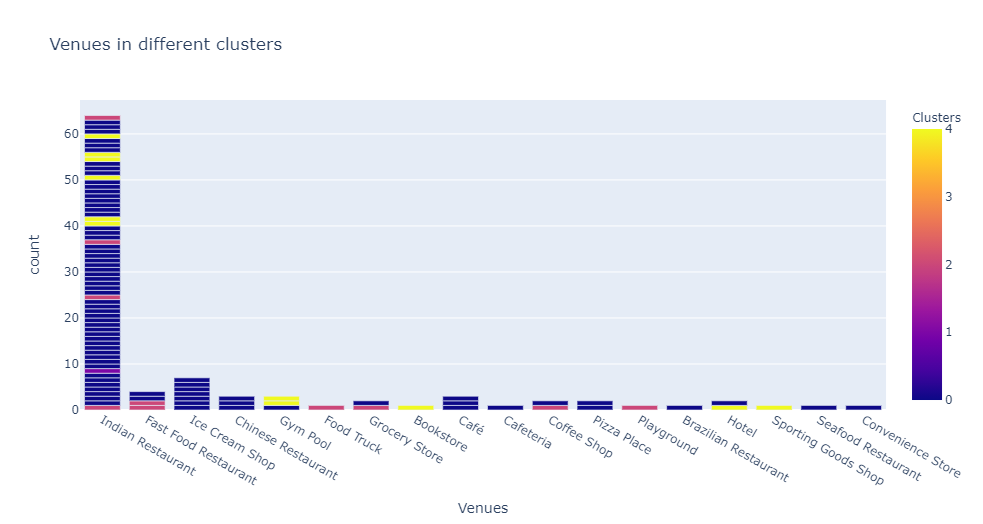 Venues in different clusters
Clusters
4
3
2
1
0
60
50
40
30
20
10
0
count
Indian Restaurant
Fast Food Restaurant
Ice Cream Shop
Chinese Restaurant
Gym Pool
Food Truck
Grocery Store
Bookstore
Café
Cafeteria
Coffee Shop
Pizza Place
Playground
Brazilian Restaurant
Hotel
Sporting Goods Shop
Seafood Restaurant
Convenience Store
Venues